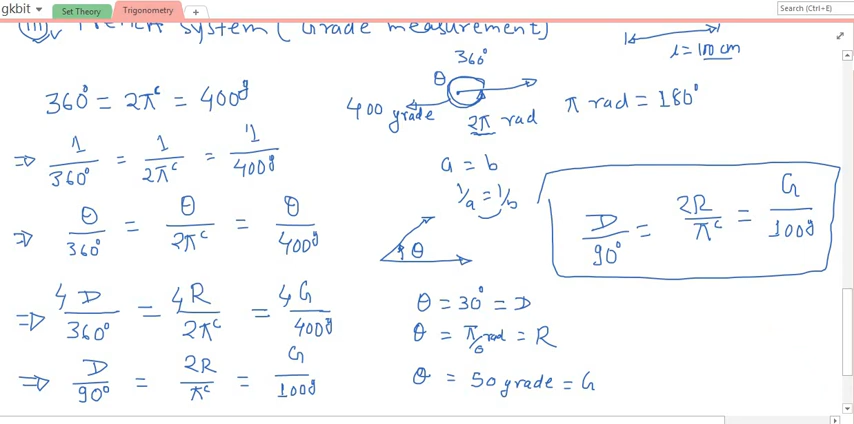 gkbit
Set Theory
Trigonometry
+
Search (Ctrl+E)
(iii) French system (Grade measurement)
l = 100 cm
360° = 2π^c = 400^g
360°
θ
400 grade
2π rad
π rad = 180°
⇒ 1/360° = 1/2π^c = 1/400^g
a = b
1/a = 1/b
⇒ θ/360° = θ/2π^c = θ/400^g
θ
D/90° = 2R/π^c = G/100^g
⇒ 4D/360° = 4R/2π^c = 4G/400^g
θ = 30° = D
θ = π/6 rad = R
⇒ D/90° = 2R/π^c = G/100^g
θ = 50 grade = G